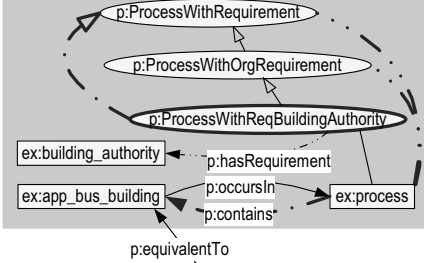 p:ProcessWithRequirement
p:ProcessWithOrgRequirement
p:ProcessWithReqBuildingAuthority
ex:building_authority
p:hasRequirement
p:occursIn
ex:app_bus_building
ex:process
p:contains
p:equivalentTo